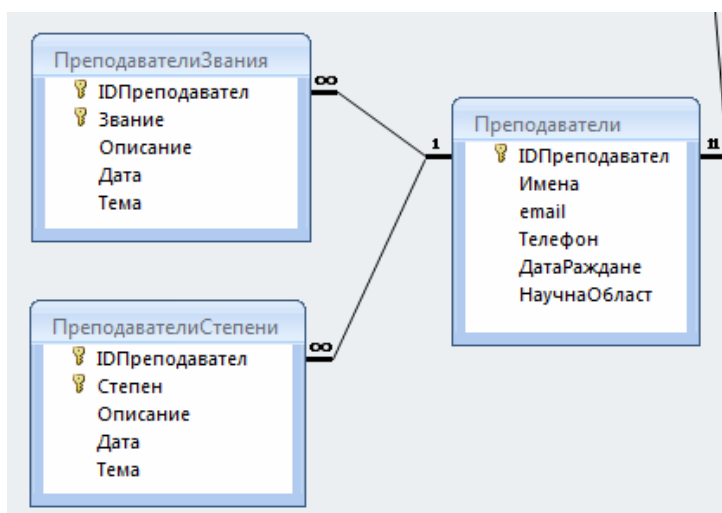 ПреподавателиЗвания
IDПреподавател
Звание
Описание
Дата
Тема
∞
1
Преподаватели
IDПреподавател
Имена
email
Телефон
ДатаРаждане
НаучнаОбласт
ПреподавателиСтепени
IDПреподавател
Степен
Описание
Дата
Тема
∞